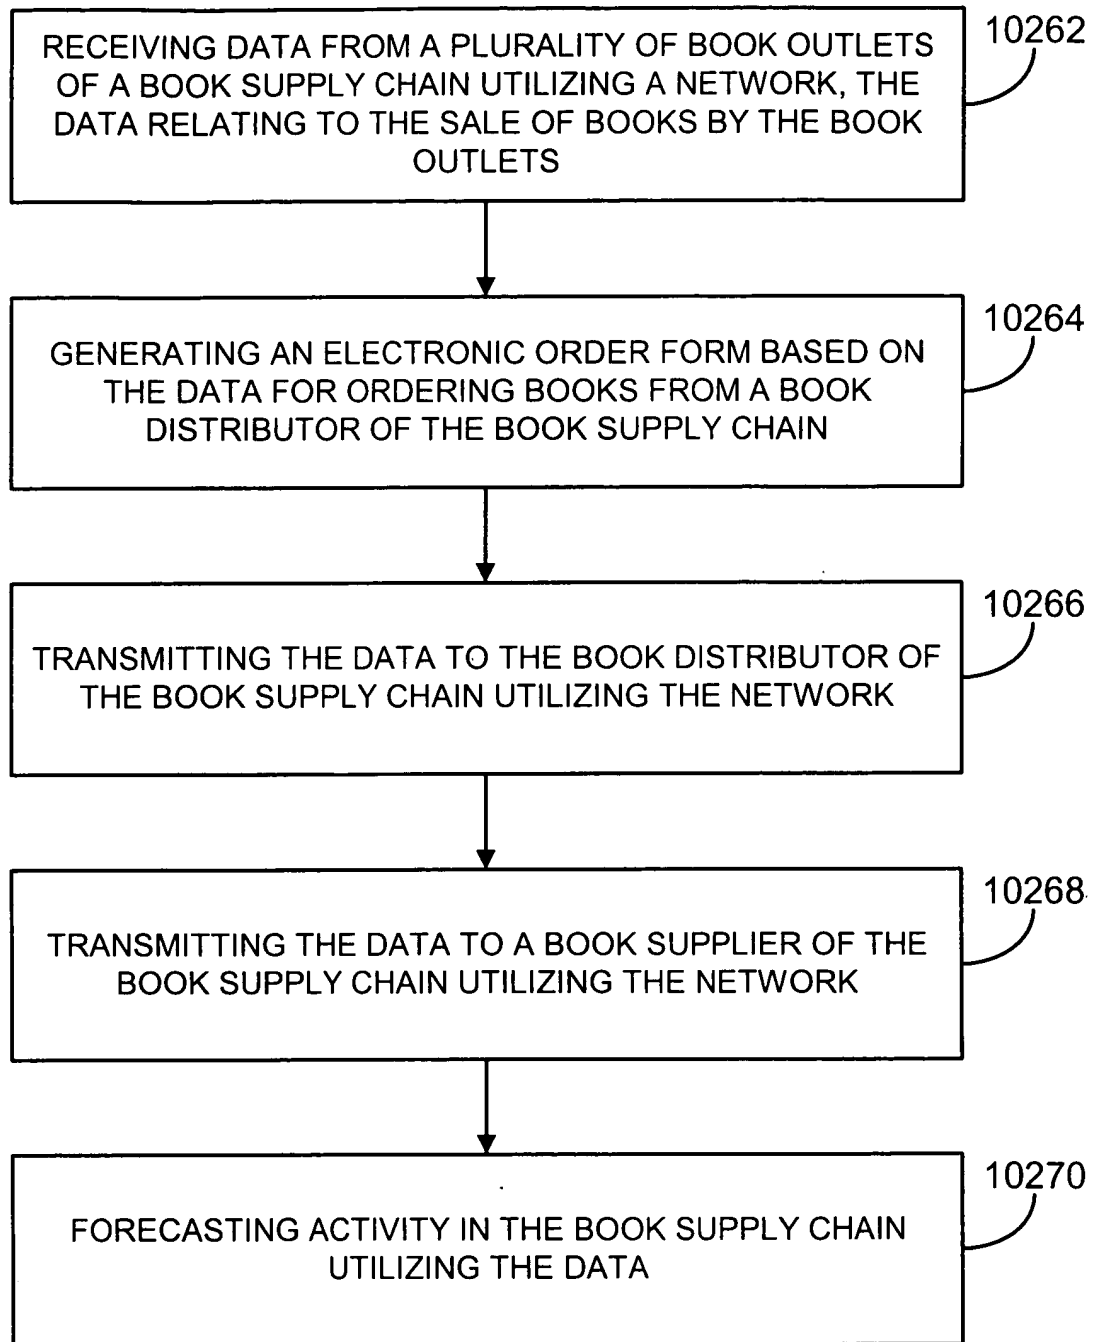 RECEIVING DATA FROM A PLURALITY OF BOOK OUTLETS
OF A BOOK SUPPLY CHAIN UTILIZING A NETWORK, THE
DATA RELATING TO THE SALE OF BOOKS BY THE BOOK
OUTLETS
10262
GENERATING AN ELECTRONIC ORDER FORM BASED ON
THE DATA FOR ORDERING BOOKS FROM A BOOK
DISTRIBUTOR OF THE BOOK SUPPLY CHAIN
10264
TRANSMITTING THE DATA TO THE BOOK DISTRIBUTOR OF
THE BOOK SUPPLY CHAIN UTILIZING THE NETWORK
10266
TRANSMITTING THE DATA TO A BOOK SUPPLIER OF THE
BOOK SUPPLY CHAIN UTILIZING THE NETWORK
10268
FORECASTING ACTIVITY IN THE BOOK SUPPLY CHAIN
UTILIZING THE DATA
10270